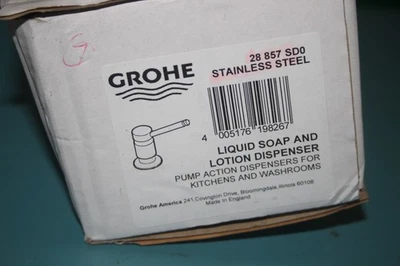 G
28 857 SD0
STAINLESS STEEL
GROHE
4 005176 198267
LIQUID SOAP AND
LOTION DISPENSER
PUMP ACTION DISPENSERS FOR
KITCHENS AND WASHROOMS
Grohe America 241 Covington Drive, Bloomingdale, Illinois 60108
Made in England